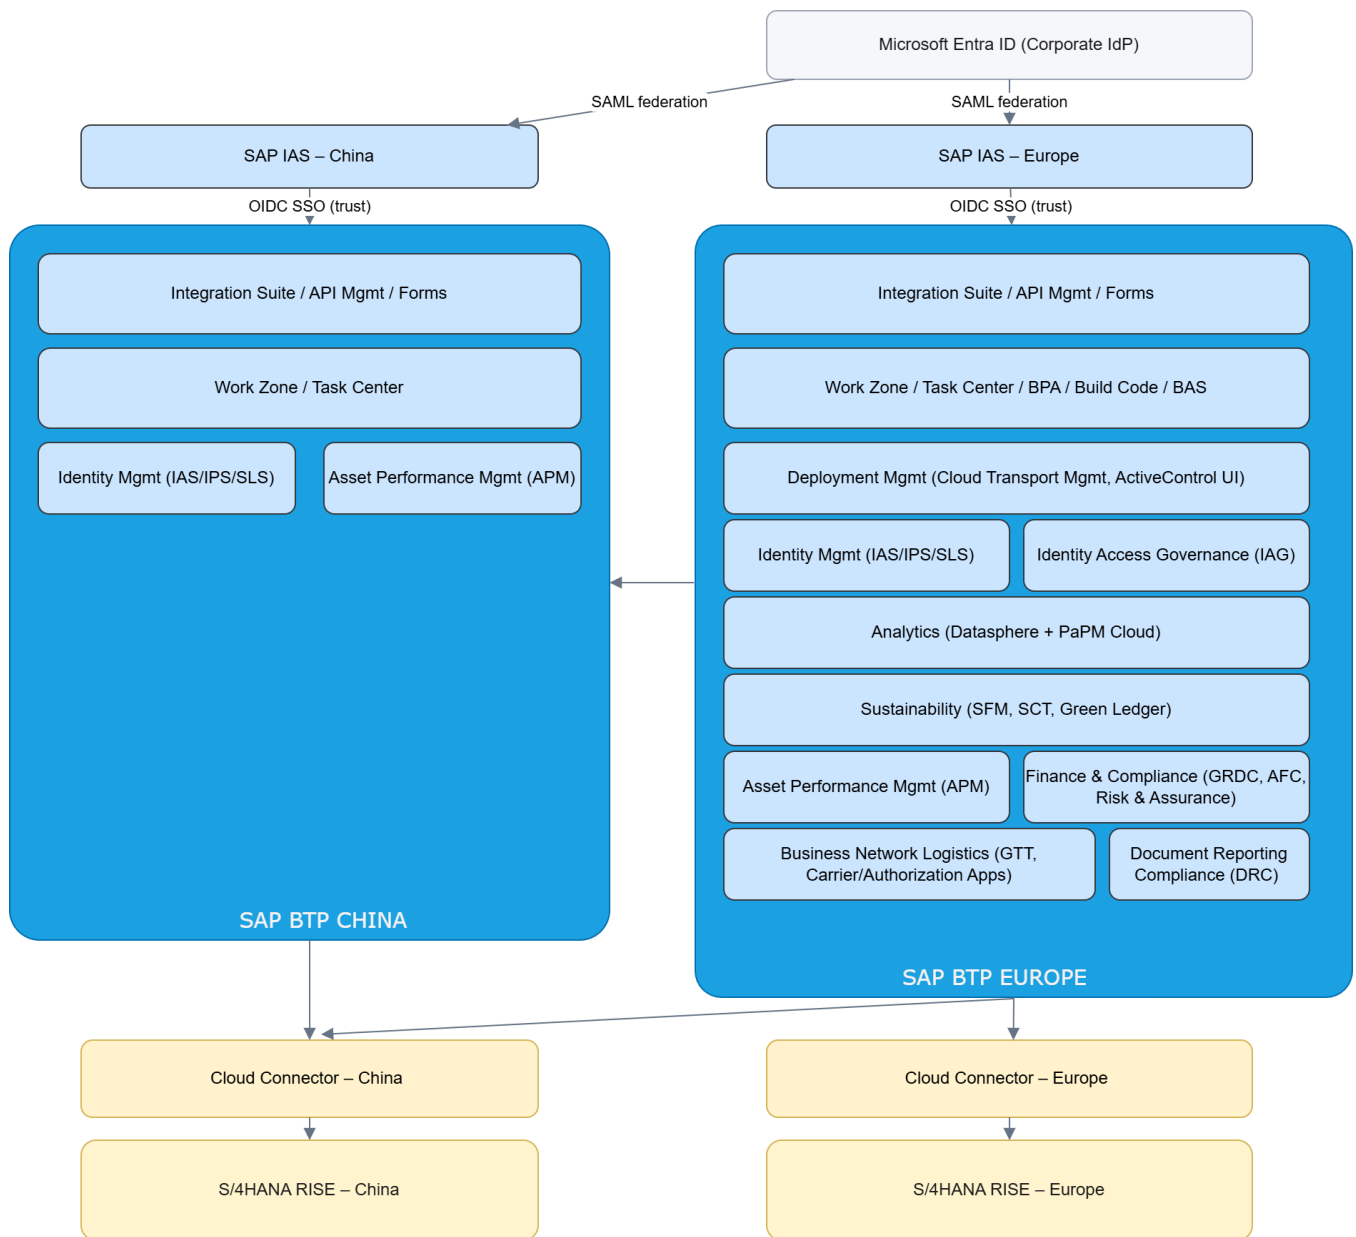 Microsoft Entra ID (Corporate IdP)
SAML federation
SAML federation
SAP IAS – China
SAP IAS – Europe
OIDC SSO (trust)
OIDC SSO (trust)
Integration Suite / API Mgmt / Forms
Work Zone / Task Center
Identity Mgmt (IAS/IPS/SLS)
Asset Performance Mgmt (APM)
SAP BTP CHINA
Integration Suite / API Mgmt / Forms
Work Zone / Task Center / BPA / Build Code / BAS
Deployment Mgmt (Cloud Transport Mgmt, ActiveControl UI)
Identity Mgmt (IAS/IPS/SLS)
Identity Access Governance (IAG)
Analytics (Datasphere + PaPM Cloud)
Sustainability (SFM, SCT, Green Ledger)
Asset Performance Mgmt (APM)
Finance & Compliance (GRDC, AFC,
Risk & Assurance)
Business Network Logistics (GTT,
Carrier/Authorization Apps)
Document Reporting
Compliance (DRC)
SAP BTP EUROPE
Cloud Connector – China
Cloud Connector – Europe
S/4HANA RISE – China
S/4HANA RISE – Europe